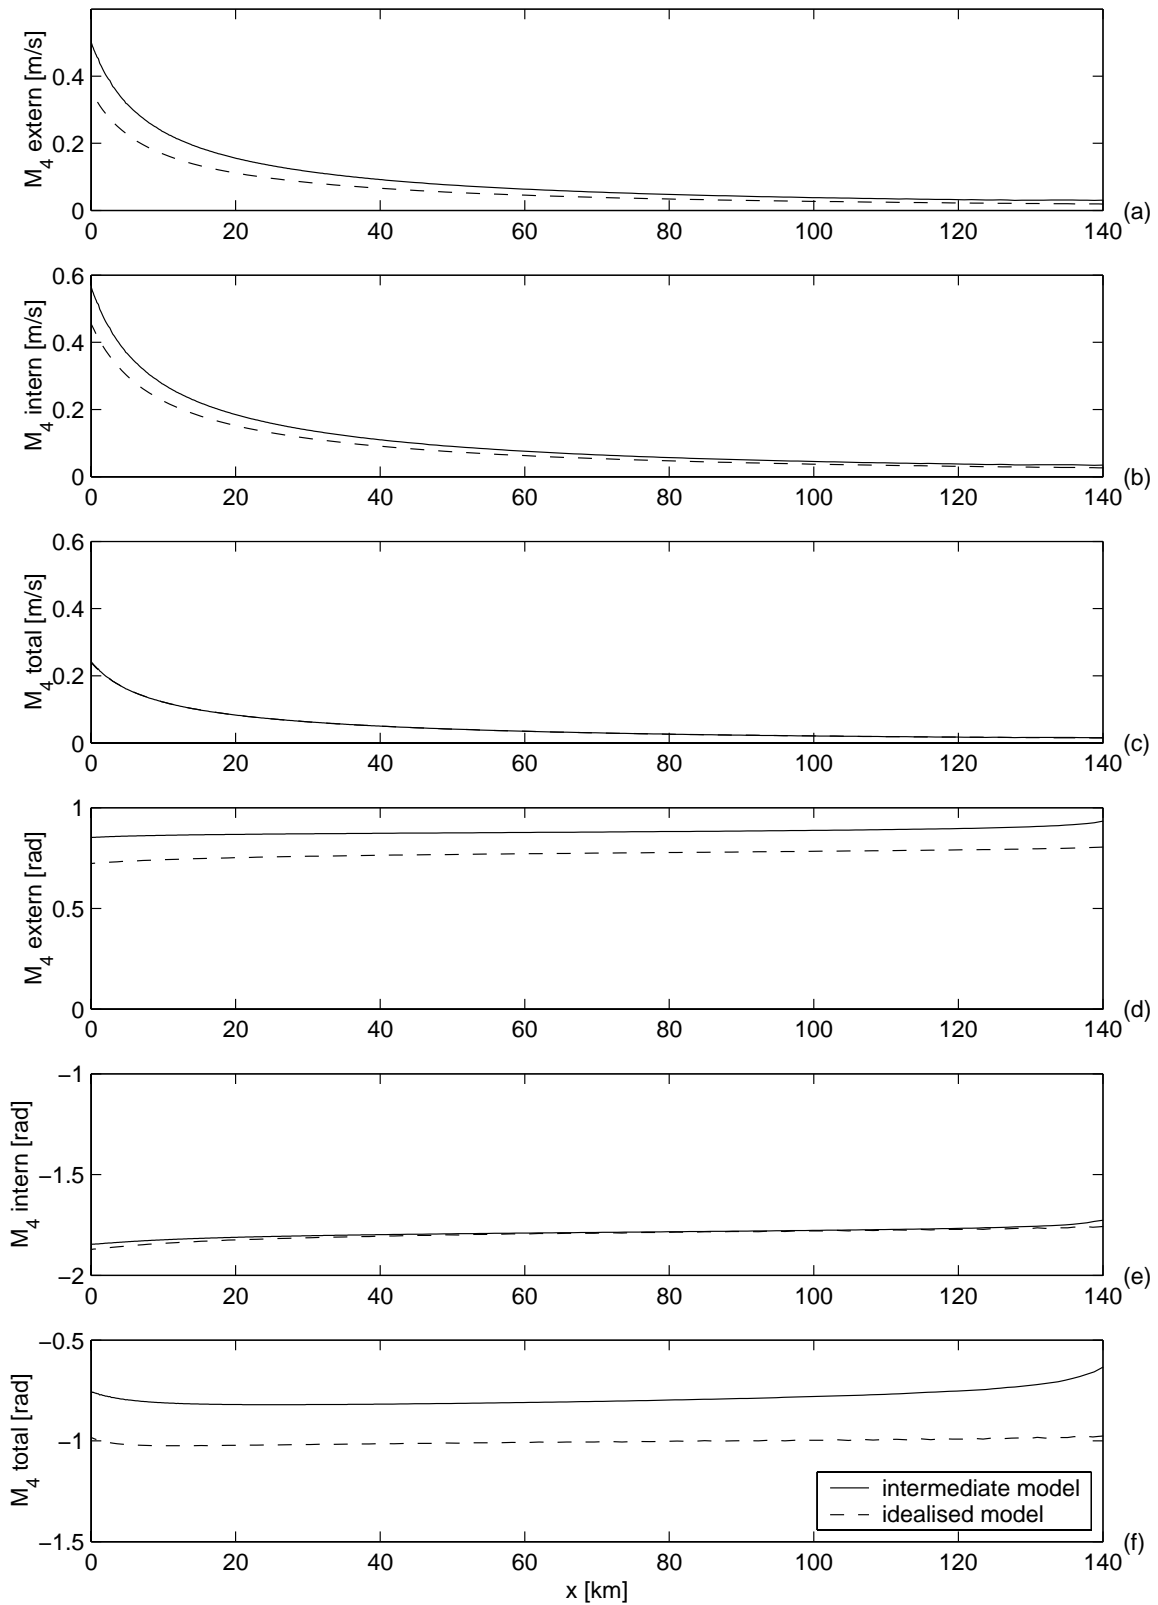 M4 extern [m/s]
0.4
0.2
0
0 20 40 60 80 100 120 140
(a)
M4 intern [m/s]
0.6
0.4
0.2
0
0 20 40 60 80 100 120 140
(b)
M4 total [m/s]
0.6
0.4
0.2
0
0 20 40 60 80 100 120 140
(c)
M4 extern [rad]
1
0.5
0
0 20 40 60 80 100 120 140
(d)
M4 intern [rad]
−1
−1.5
−2
0 20 40 60 80 100 120 140
(e)
M4 total [rad]
−0.5
−1
−1.5
intermediate model
idealised model
0 20 40 60 80 100 120 140
(f)
x [km]